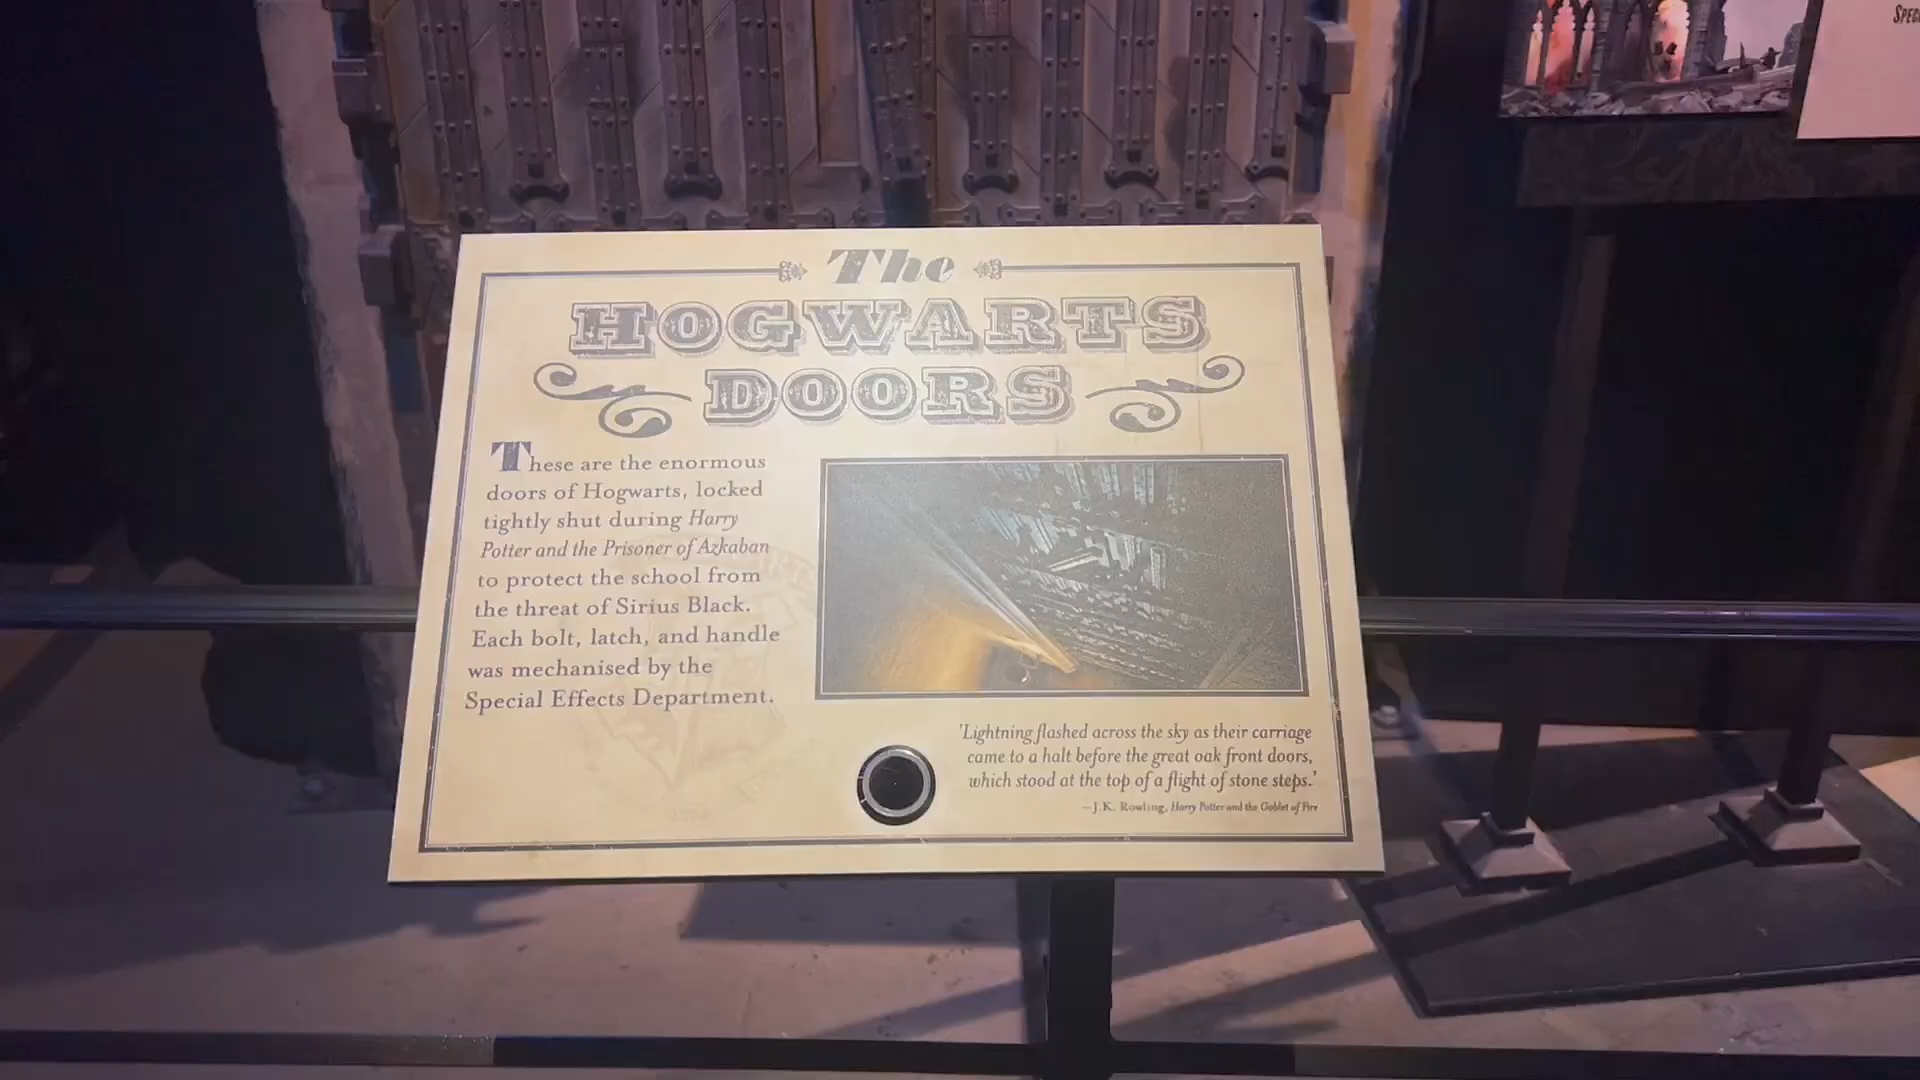 The
HOGWARTS
DOORS
These are the enormous
doors of Hogwarts, locked
tightly shut during Harry
Potter and the Prisoner of Azkaban
to protect the school from
the threat of Sirius Black.
Each bolt, latch, and handle
was mechanised by the
Special Effects Department.
'Lightning flashed across the sky as their carriage
came to a halt before the great oak front doors,
which stood at the top of a flight of stone steps.'
—J.K. Rowling, Harry Potter and the Goblet of Fire